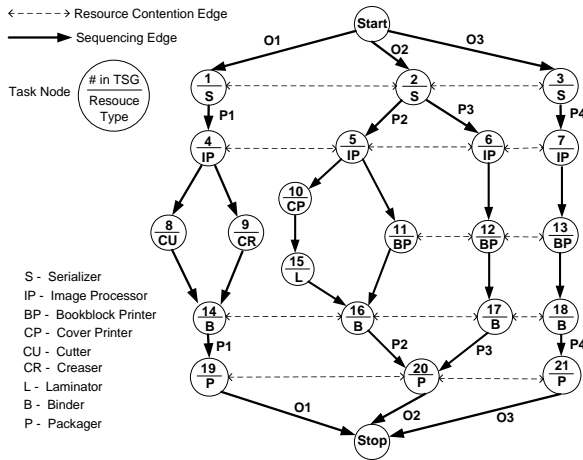 Resource Contention Edge
Sequencing Edge
Task Node
# in TSG
Resouce
Type
Start
O1
O2
O3
1
S
2
S
3
S
P1
P2
P3
P4
4
IP
5
IP
6
IP
7
IP
10
CP
8
CU
9
CR
11
BP
12
BP
13
BP
15
L
S - Serializer
IP - Image Processor
BP - Bookblock Printer
CP - Cover Printer
CU - Cutter
CR - Creaser
L - Laminator
B - Binder
P - Packager
14
B
16
B
17
B
18
B
P1
P2
P3
P4
19
P
20
P
21
P
O1
O2
O3
Stop